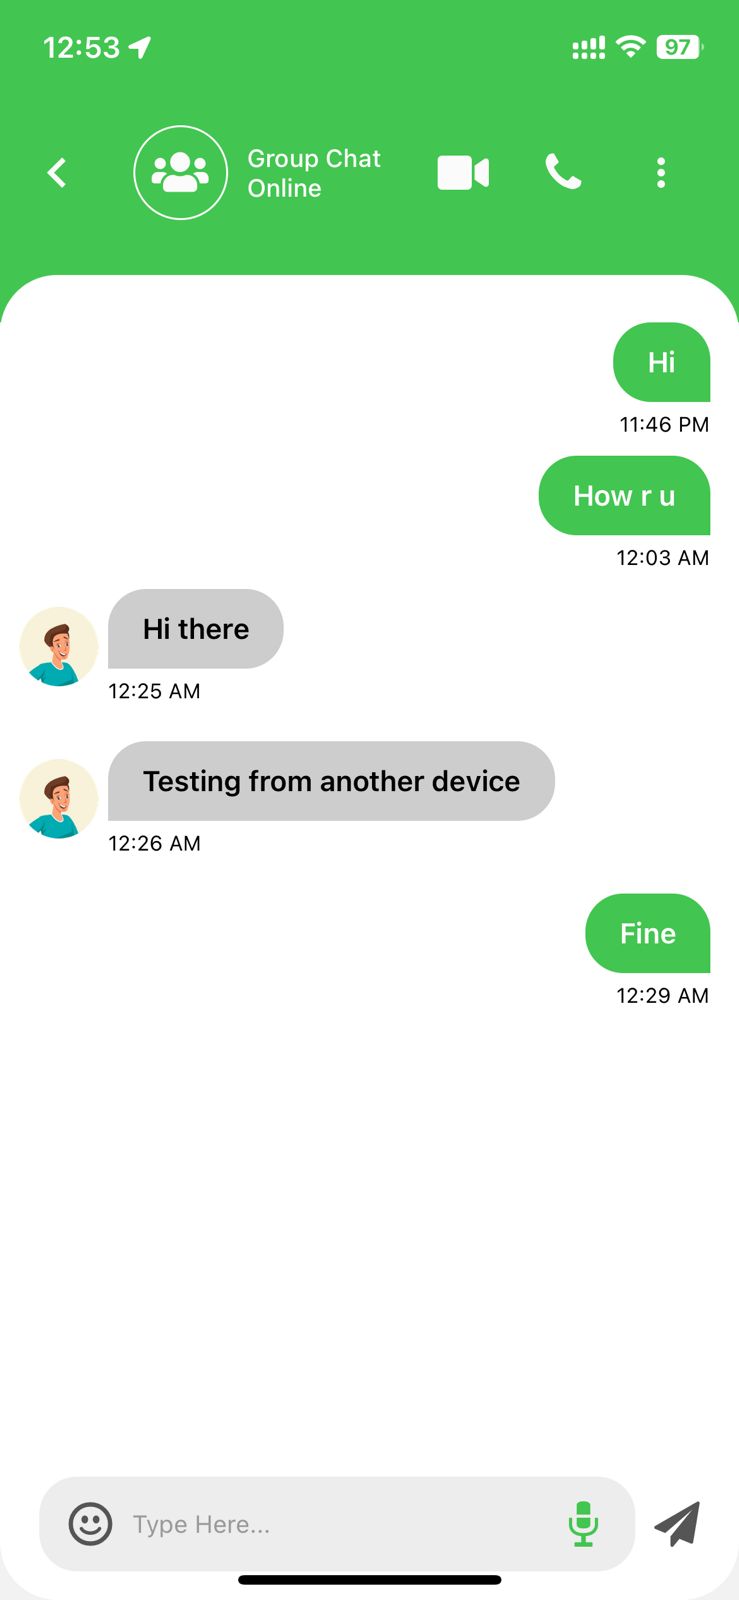 12:53
97
Group Chat
Online
Hi
11:46 PM
How r u
12:03 AM
Hi there
12:25 AM
Testing from another device
12:26 AM
Fine
12:29 AM
Type Here...